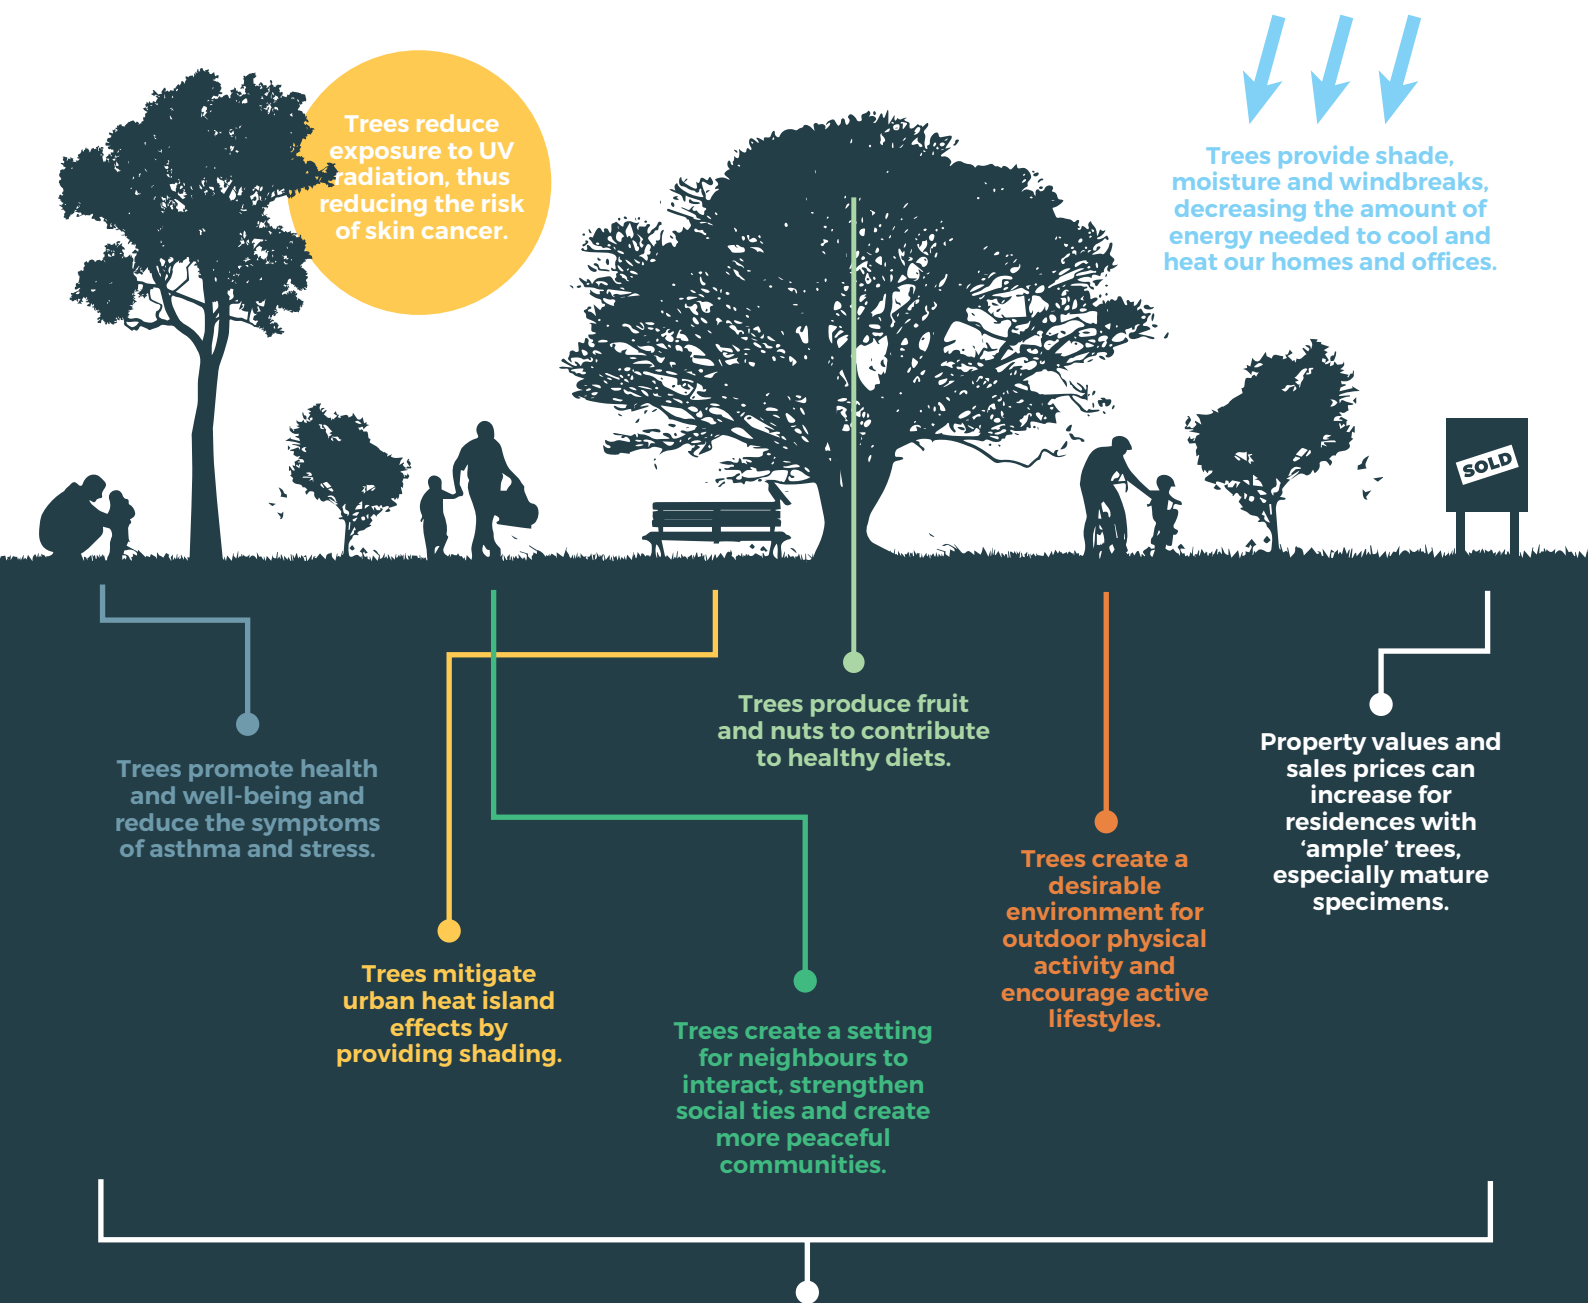 Trees reduce
exposure to UV
radiation, thus
reducing the risk
of skin cancer.
Trees provide shade,
moisture and windbreaks,
decreasing the amount of
energy needed to cool and
heat our homes and offices.
SOLD
Trees promote health
and well-being and
reduce the symptoms
of asthma and stress.
Trees mitigate
urban heat island
effects by
providing shading.
Trees produce fruit
and nuts to contribute
to healthy diets.
Trees create a setting
for neighbours to
interact, strengthen
social ties and create
more peaceful
communities.
Trees create a
desirable
environment for
outdoor physical
activity and
encourage active
lifestyles.
Property values and
sales prices can
increase for
residences with
‘ample’ trees,
especially mature
specimens.